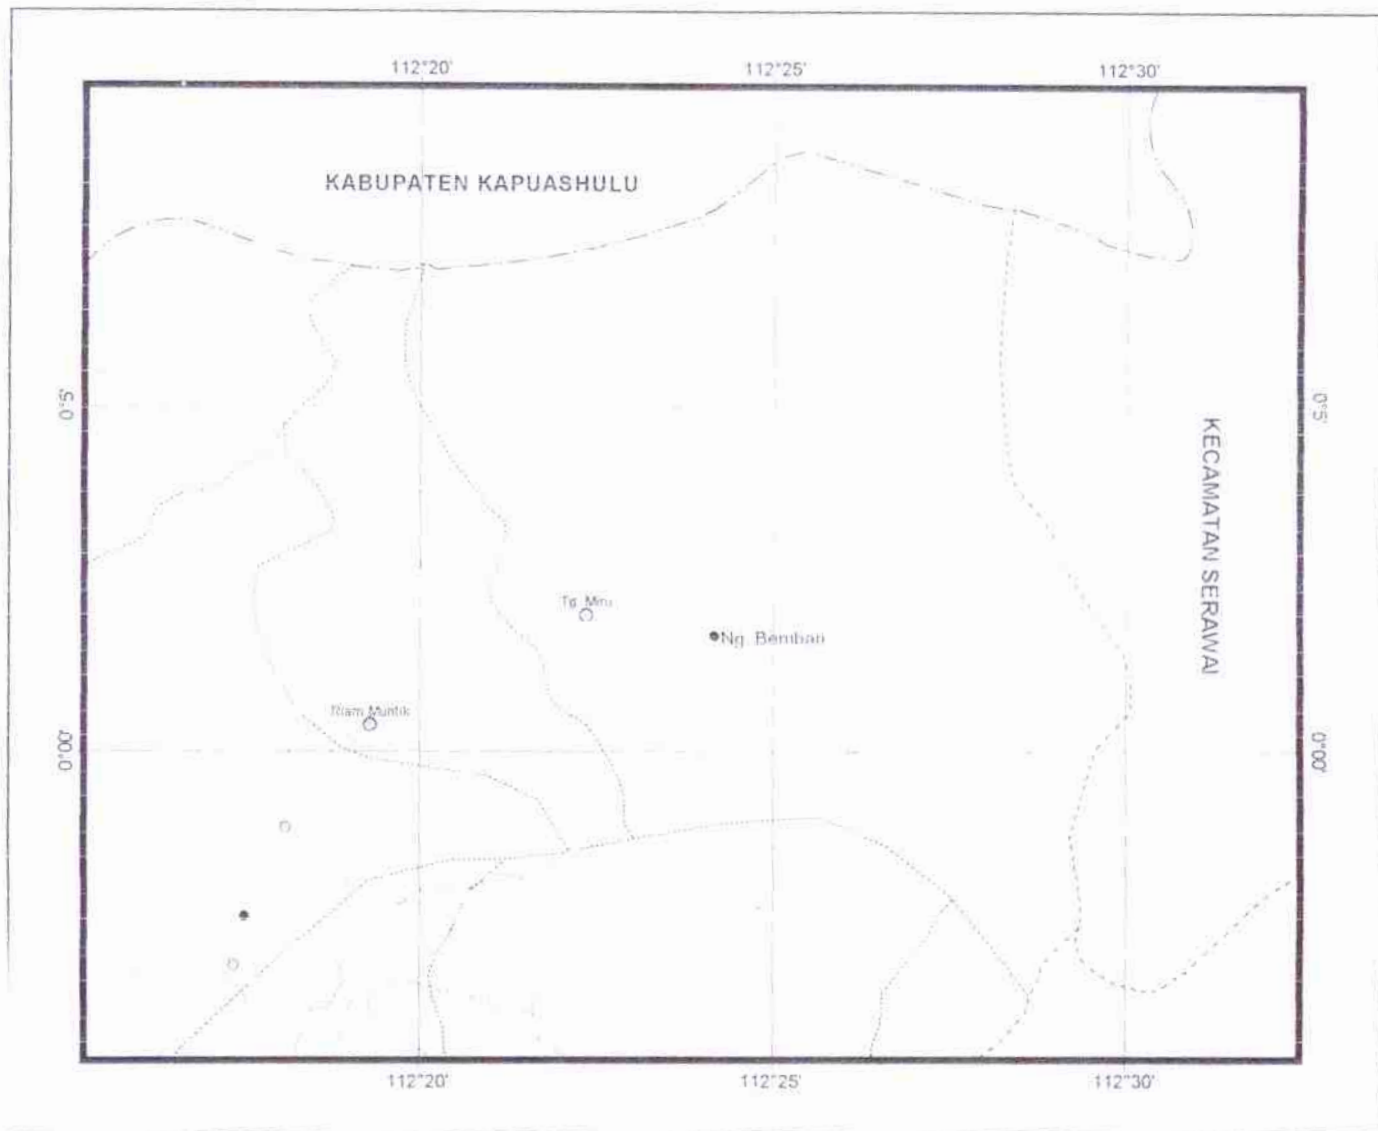 112°20' 112°25' 112°30'
KABUPATEN KAPUASHULU
0°5' 0°5'
KECAMATAN SERAWAI
Tg. Miru
Ng. Bemban
Riam Muntik
0°00' 0°00'
112°20' 112°25' 112°30'